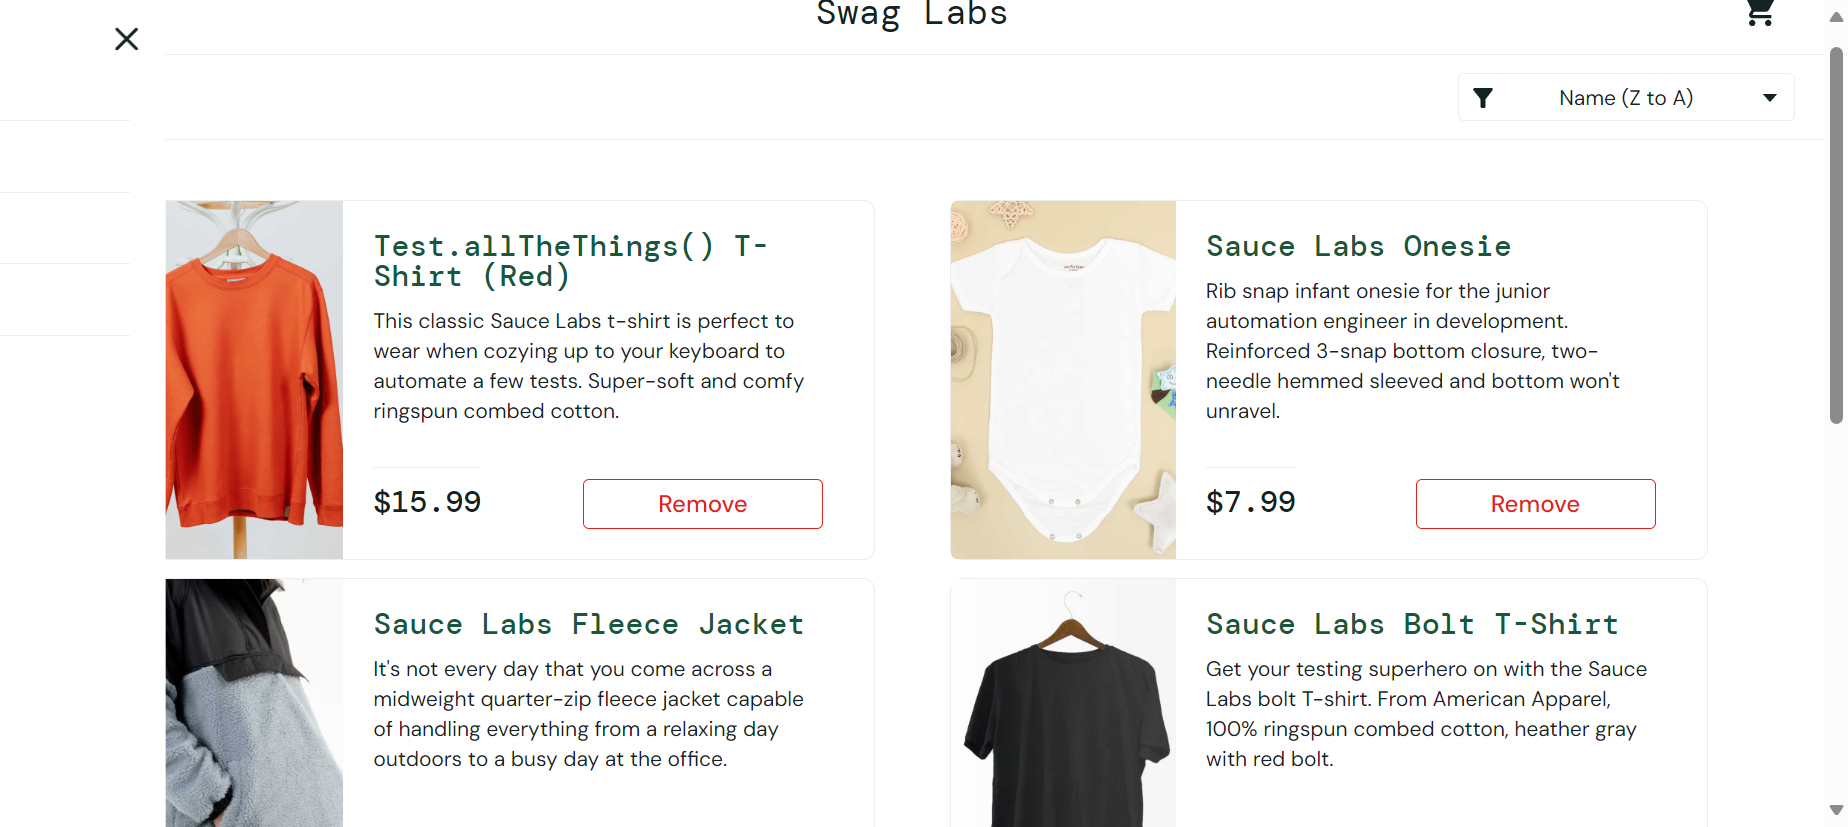 Swag Labs
Name (Z to A)
Test.allTheThings() T-
Shirt (Red)
This classic Sauce Labs t-shirt is perfect to
wear when cozying up to your keyboard to
automate a few tests. Super-soft and comfy
ringspun combed cotton.
$15.99
Remove
Sauce Labs Onesie
Rib snap infant onesie for the junior
automation engineer in development.
Reinforced 3-snap bottom closure, two-
needle hemmed sleeved and bottom won't
unravel.
$7.99
Remove
Sauce Labs Fleece Jacket
It's not every day that you come across a
midweight quarter-zip fleece jacket capable
of handling everything from a relaxing day
outdoors to a busy day at the office.
Sauce Labs Bolt T-Shirt
Get your testing superhero on with the Sauce
Labs bolt T-shirt. From American Apparel,
100% ringspun combed cotton, heather gray
with red bolt.